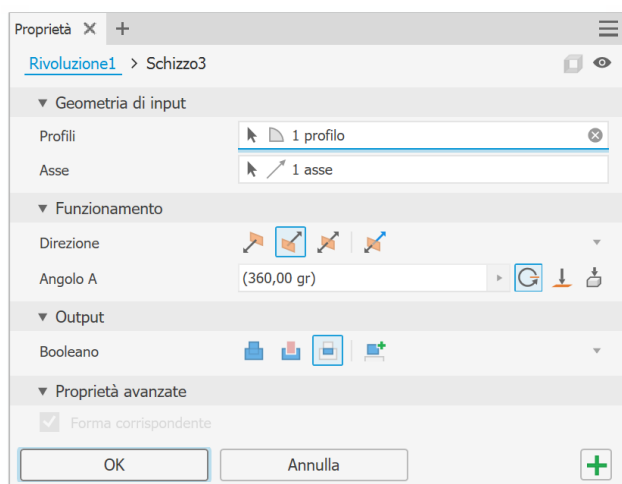 Proprietà
Rivoluzione1 > Schizzo3
Geometria di input
Profili 1 profilo
Asse 1 asse
Funzionamento
Direzione
Angolo A (360,00 gr)
Output
Booleano
Proprietà avanzate
Forma corrispondente
OK Annulla